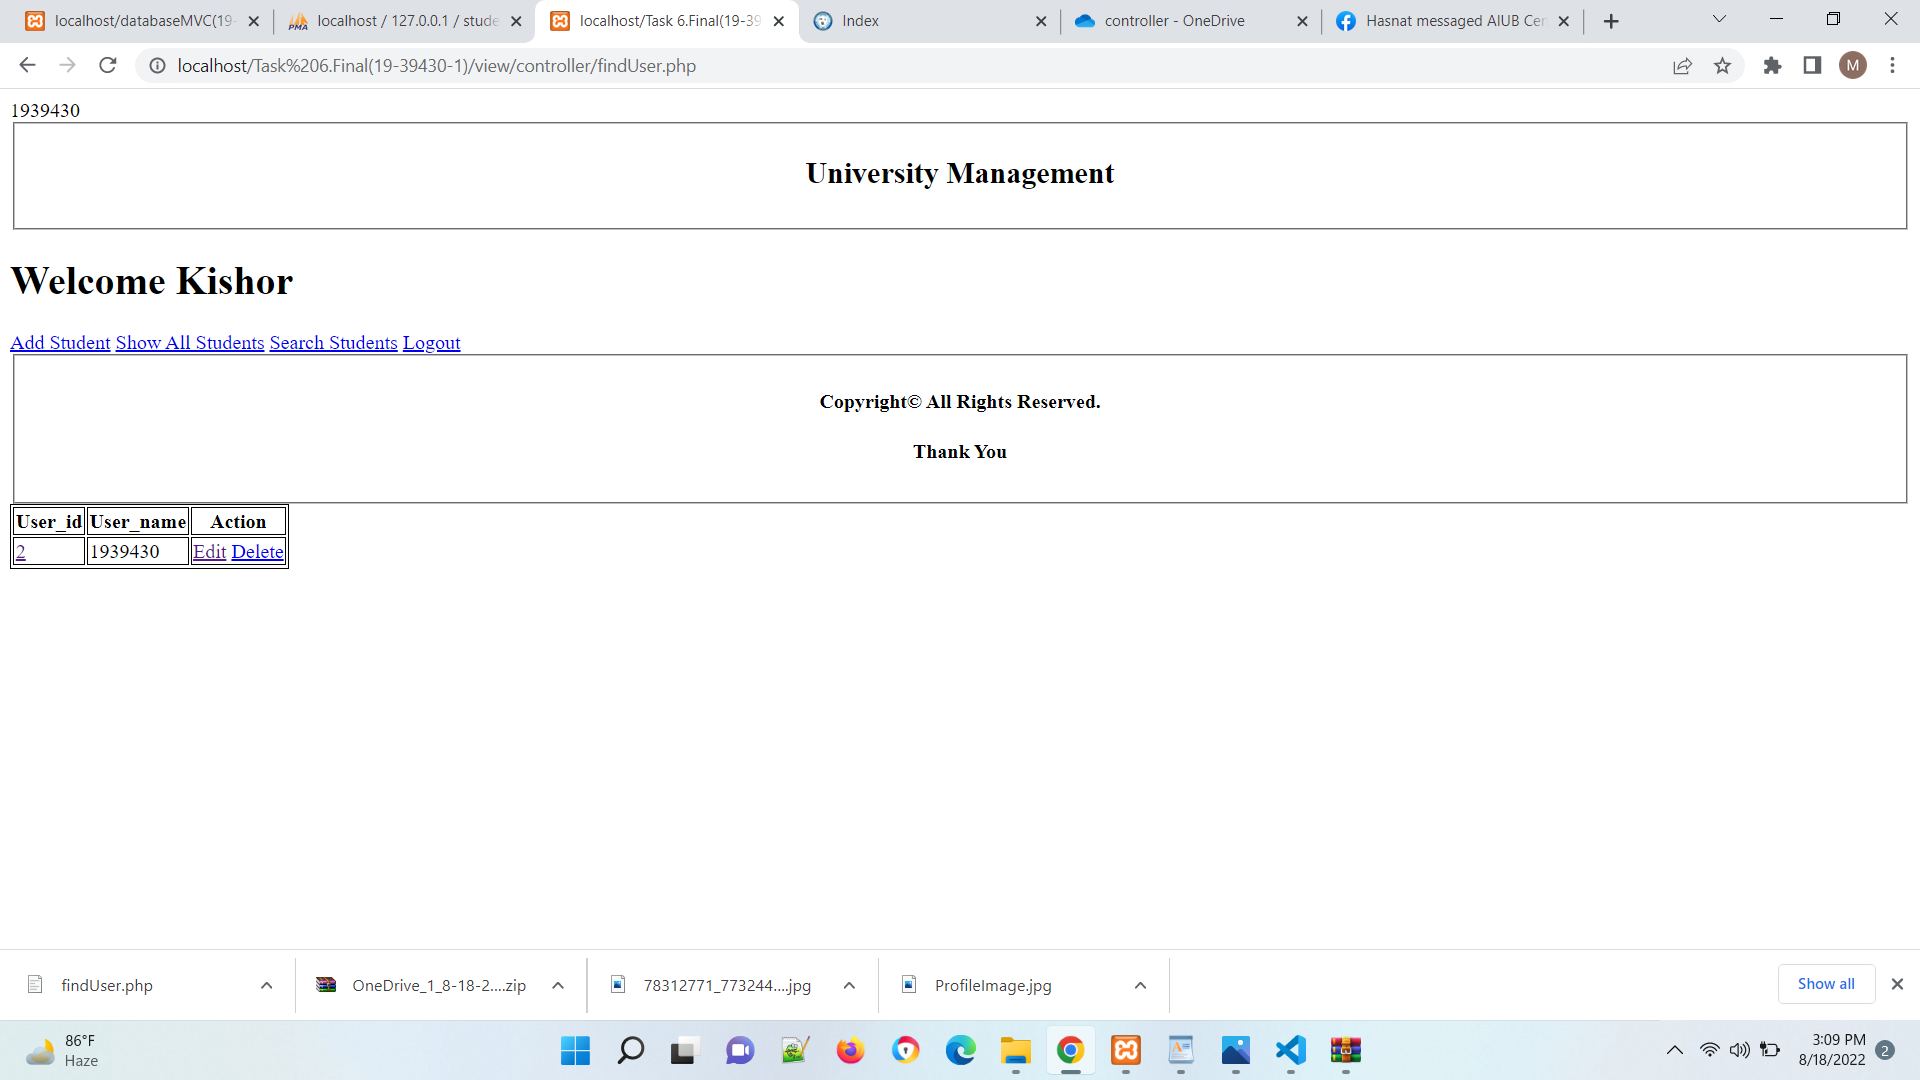 localhost/databaseMVC(19-
localhost / 127.0.0.1 / stude
localhost/Task 6.Final(19-39
Index
controller - OneDrive
Hasnat messaged AIUB Cen
localhost/Task%206.Final(19-39430-1)/view/controller/findUser.php
M
1939430
University Management
Welcome Kishor
Add Student Show All Students Search Students Logout
Copyright© All Rights Reserved.
Thank You
User_id User_name Action
2 1939430 Edit Delete
findUser.php
OneDrive_1_8-18-2....zip
78312771_773244....jpg
ProfileImage.jpg
Show all
86°F
Haze
3:09 PM
8/18/2022
2